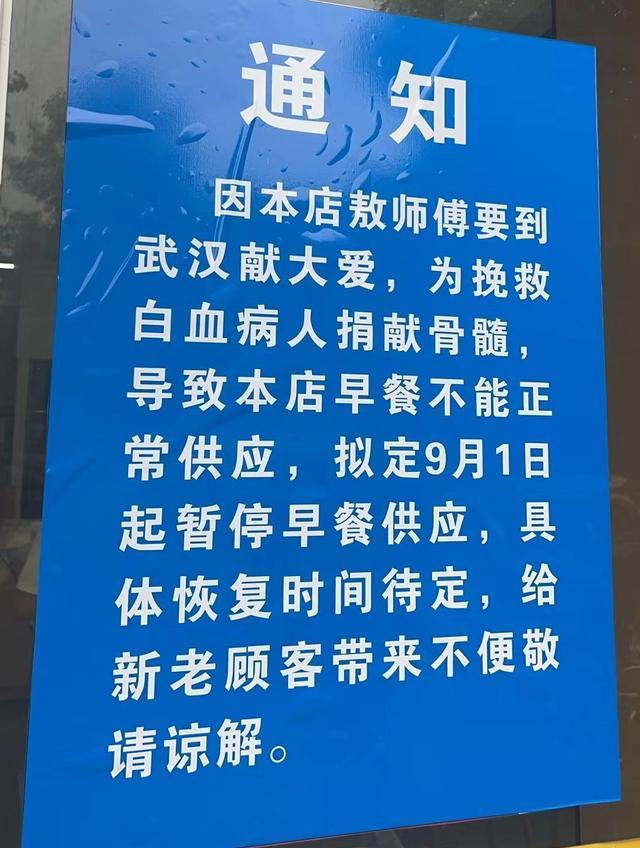 通知
因本店敖师傅要到
武汉献大爱，为挽救
白血病人捐献骨髓，
导致本店早餐不能正
常供应，拟定9月1日
起暂停早餐供应，具
体恢复时间待定，给
新老顾客带来不便敬
请谅解。